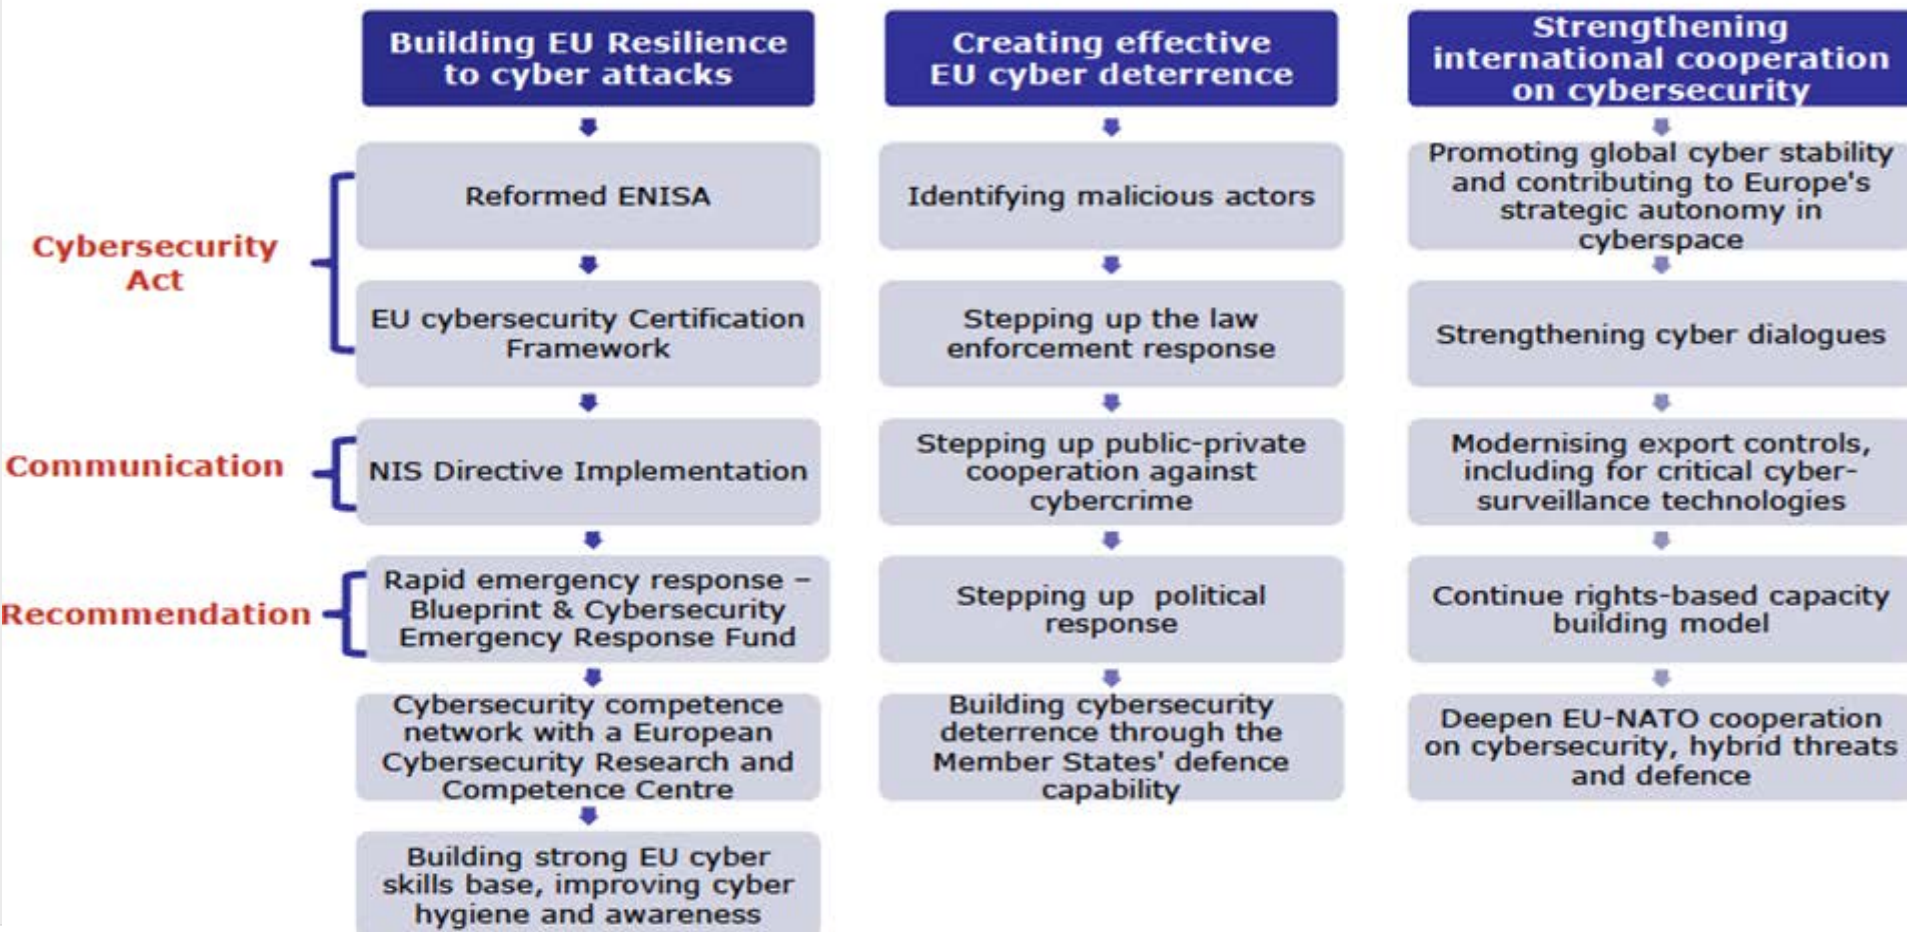 Building EU Resilience
to cyber attacks
Cybersecurity
Act
Reformed ENISA
EU cybersecurity Certification
Framework
Communication
NIS Directive Implementation
Recommendation
Rapid emergency response –
Blueprint & Cybersecurity
Emergency Response Fund
Cybersecurity competence
network with a European
Cybersecurity Research and
Competence Centre
Building strong EU cyber
skills base, improving cyber
hygiene and awareness
Creating effective
EU cyber deterrence
Identifying malicious actors
Stepping up the law
enforcement response
Stepping up public-private
cooperation against
cybercrime
Stepping up political
response
Building cybersecurity
deterrence through the
Member States' defence
capability
Strengthening
international cooperation
on cybersecurity
Promoting global cyber stability
and contributing to Europe's
strategic autonomy in
cyberspace
Strengthening cyber dialogues
Modernising export controls,
including for critical cyber-
surveillance technologies
Continue rights-based capacity
building model
Deepen EU-NATO cooperation
on cybersecurity, hybrid threats
and defence